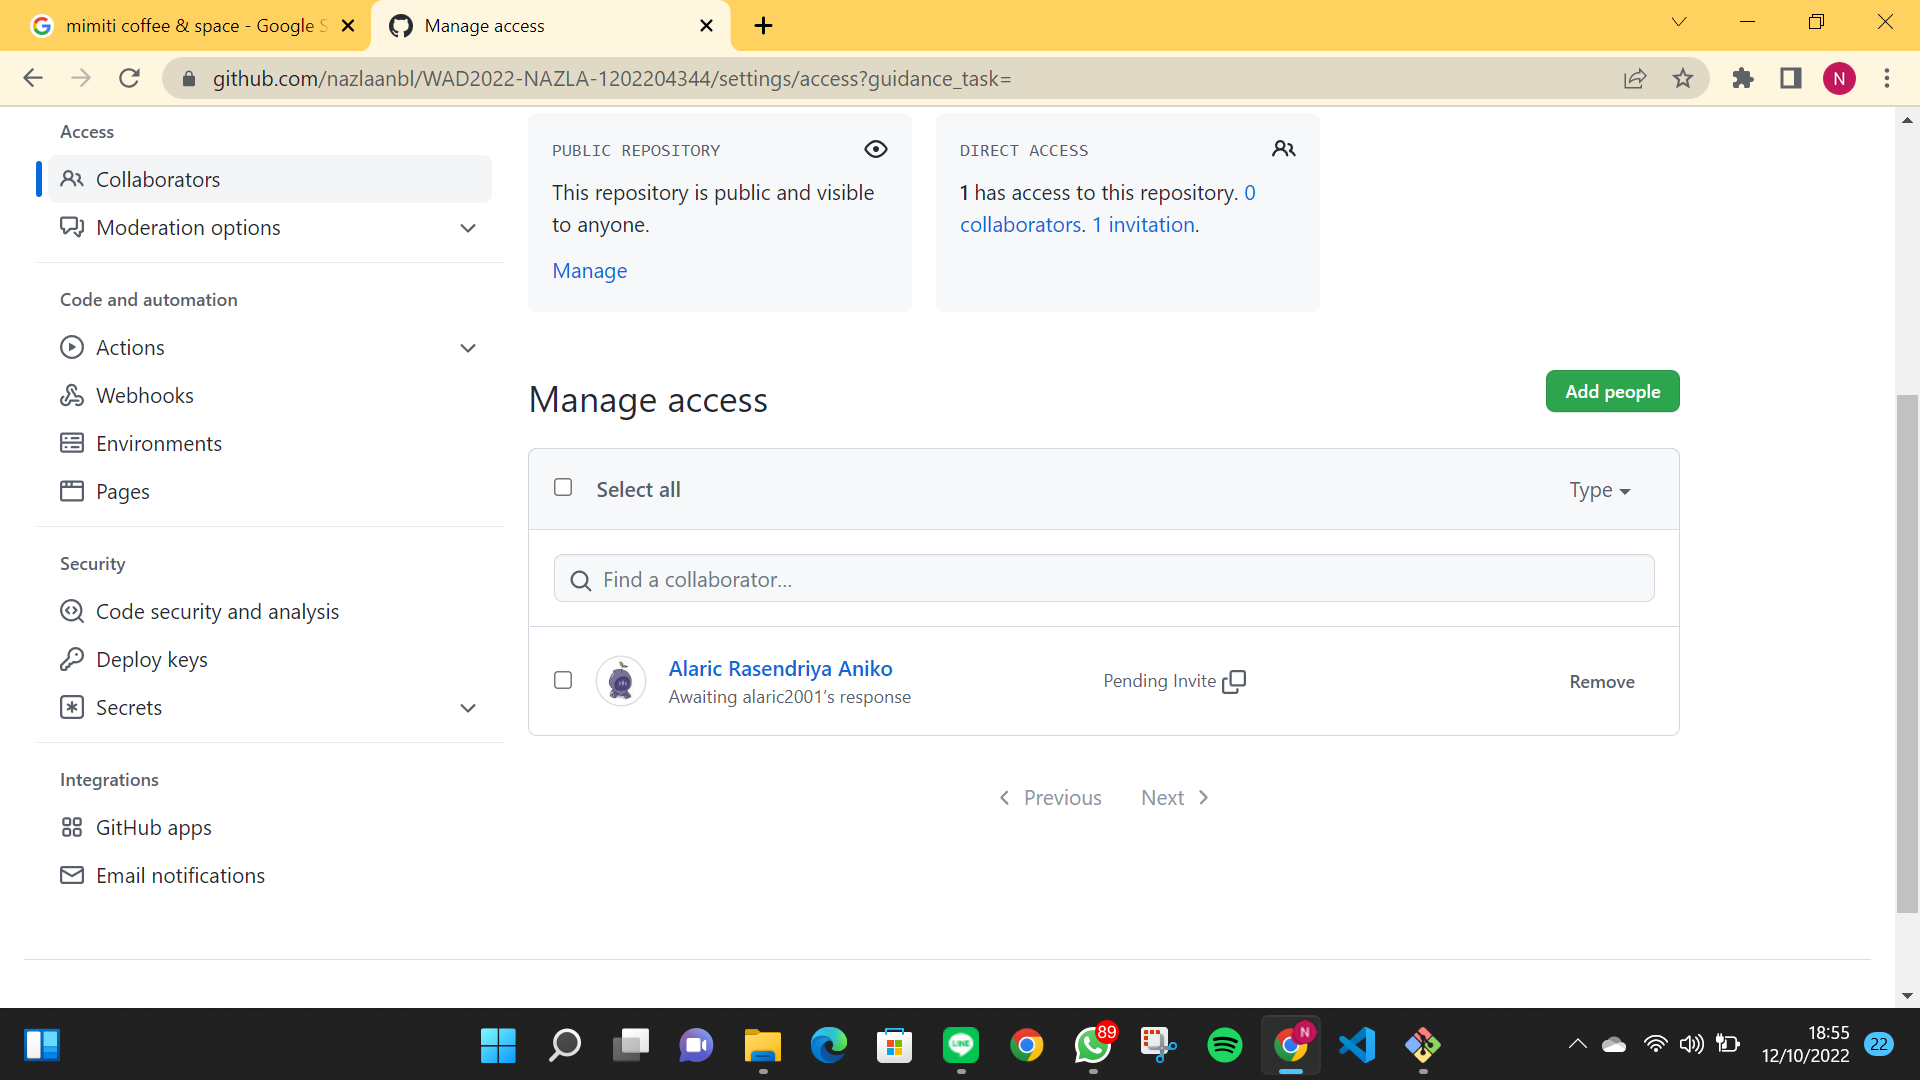 mimiti coffee & space - Google S
Manage access
github.com/nazlaanbl/WAD2022-NAZLA-1202204344/settings/access?guidance_task=
N
Access
Collaborators
Moderation options
Code and automation
Actions
Webhooks
Environments
Pages
Security
Code security and analysis
Deploy keys
Secrets
Integrations
GitHub apps
Email notifications
PUBLIC REPOSITORY
This repository is public and visible
to anyone.
Manage
DIRECT ACCESS
1 has access to this repository. 0
collaborators. 1 invitation.
Manage access
Add people
Select all
Type
Find a collaborator...
Alaric Rasendriya Aniko
Awaiting alaric2001’s response
Pending Invite
Remove
Previous
Next
LINE
89
N
18:55
12/10/2022
22